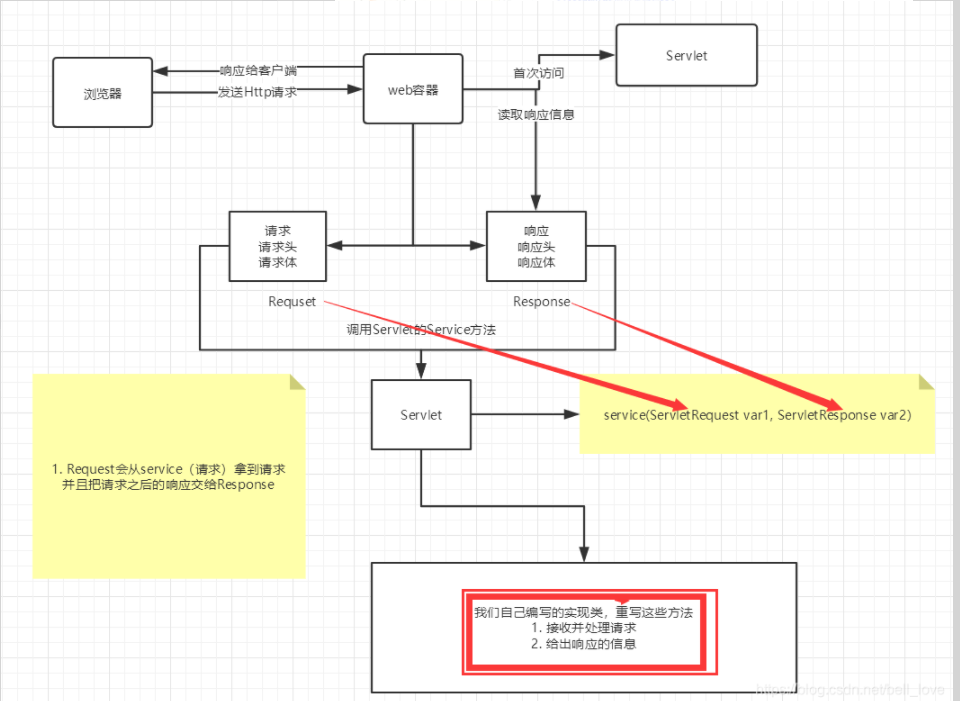 Servlet
首次访问
响应给客户端
浏览器
web容器
发送Http请求
读取响应信息
请求
请求头
请求体
响应
响应头
响应体
Requset
Response
调用Servlet的Service方法
Servlet
service(ServletRequest var1, ServletResponse var2)
1. Request会从service（请求）拿到请求
并且把请求之后的响应交给Response
我们自己编写的实现类，重写这些方法
1. 接收并处理请求
2. 给出响应的信息
https://blog.csdn.net/bell_love